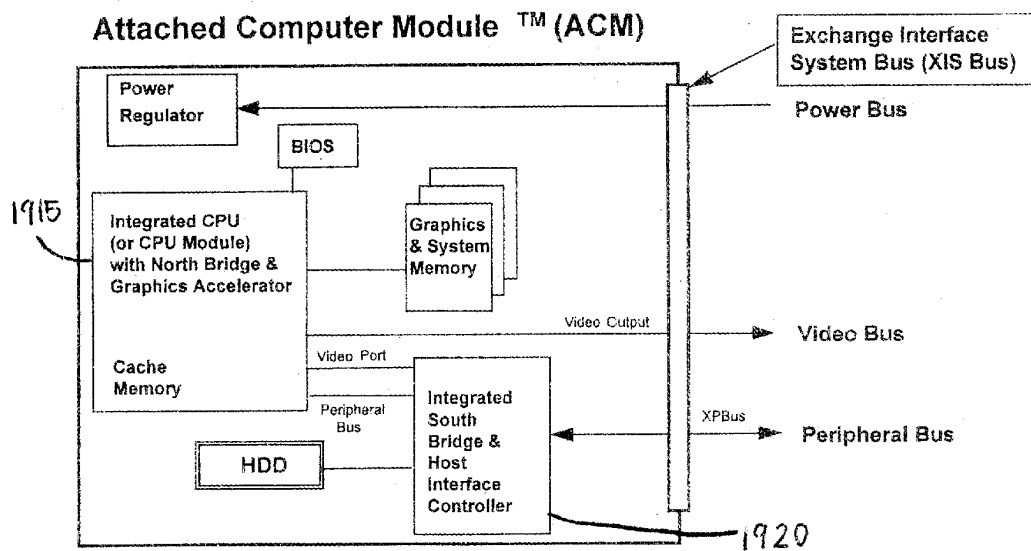 Attached Computer Module ™ (ACM)
Exchange Interface
System Bus (XIS Bus)
Power
Regulator
Power Bus
BIOS
1915
Integrated CPU
(or CPU Module)
with North Bridge &
Graphics Accelerator
Graphics
& System
Memory
Video Output
Video Bus
Cache
Memory
Video Port
Peripheral
Bus
Integrated
South
Bridge &
Host
Interface
Controller
XPBus
Peripheral Bus
HDD
1920